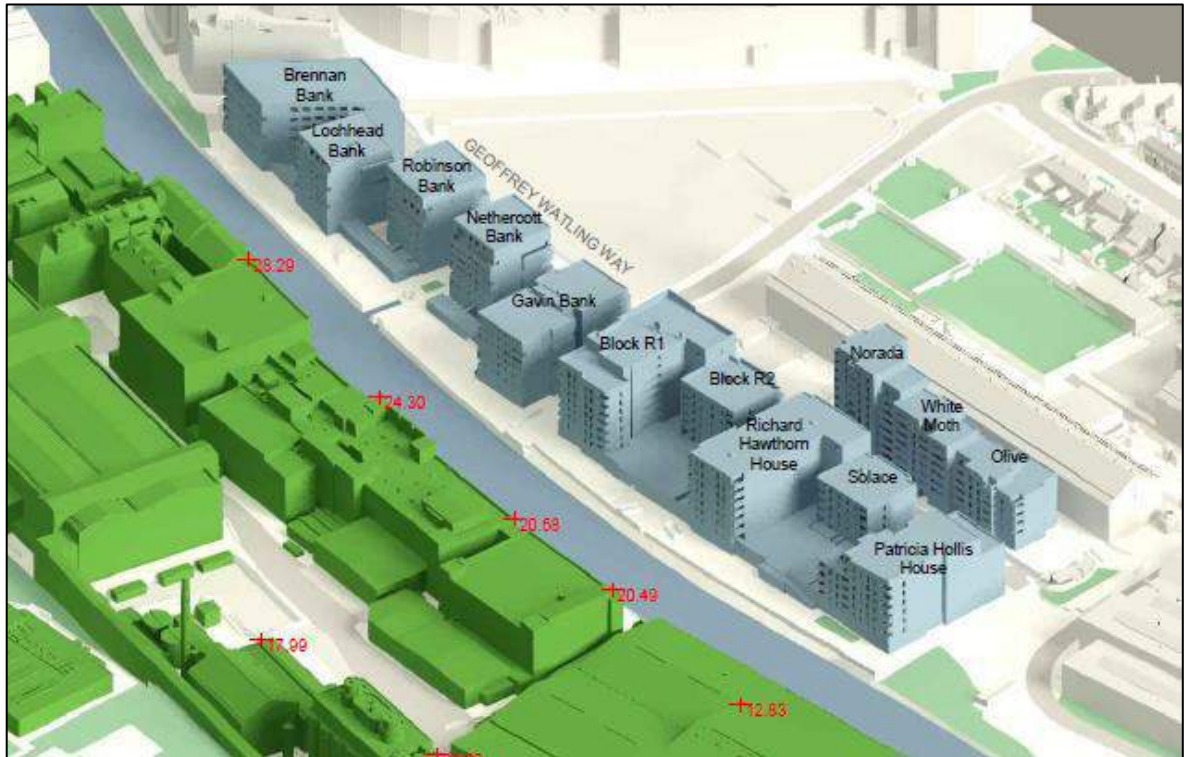 Brennan
Bank
Lochhead
Bank
Robinson
Bank
GEOFFREY WATLING WAY
Nethercott
Bank
28.29
Gavin Bank
Block R1
Norada
Block R2
24.30
White
Moth
Richard
Hawthorn
House
Olive
Solace
20.68
Patricia Hollis
House
20.49
17.99
12.83